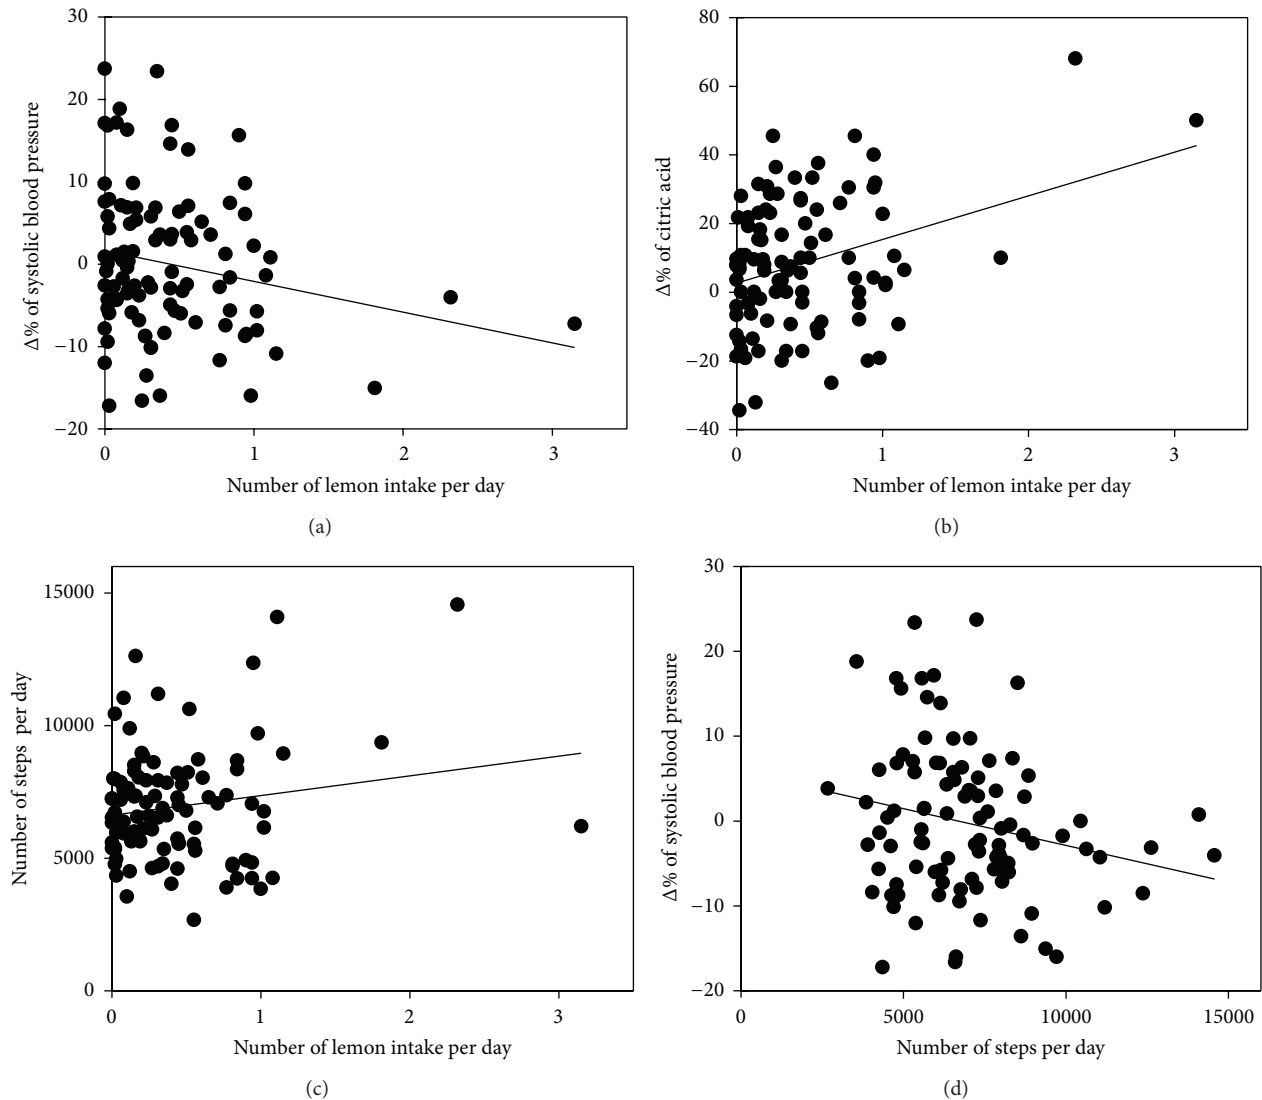 30
20
10
0
−10
−20
0 1 2 3
Δ% of systolic blood pressure
Number of lemon intake per day
(a)
80
60
40
20
0
−20
−40
0 1 2 3
Δ% of citric acid
Number of lemon intake per day
(b)
15000
10000
5000
0
0 1 2 3
Number of steps per day
Number of lemon intake per day
(c)
30
20
10
0
−10
−20
0 5000 10000 15000
Δ% of systolic blood pressure
Number of steps per day
(d)